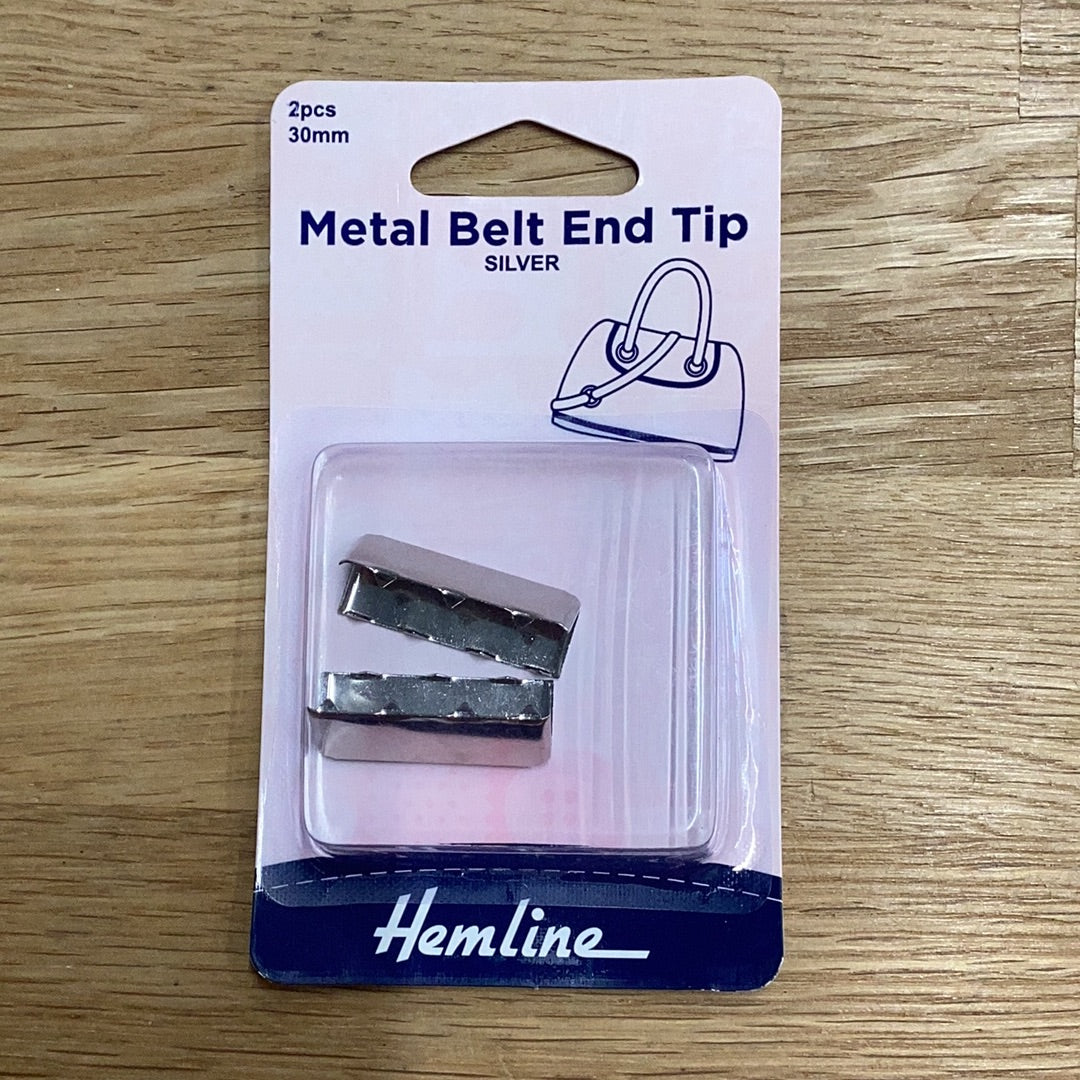 2pcs
30mm
Metal Belt End Tip
SILVER
Hemline